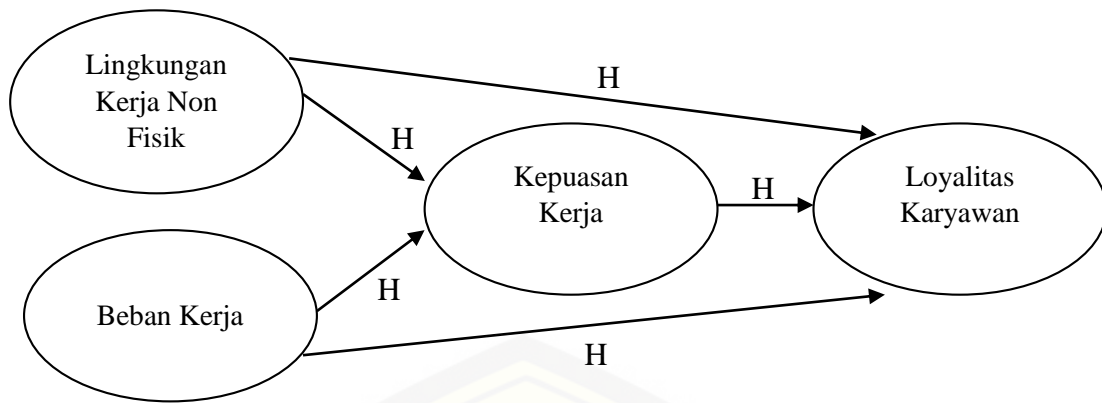 Lingkungan
Kerja Non
Fisik
H
H
Kepuasan
Kerja
H
Loyalitas
Karyawan
H
Beban Kerja
H